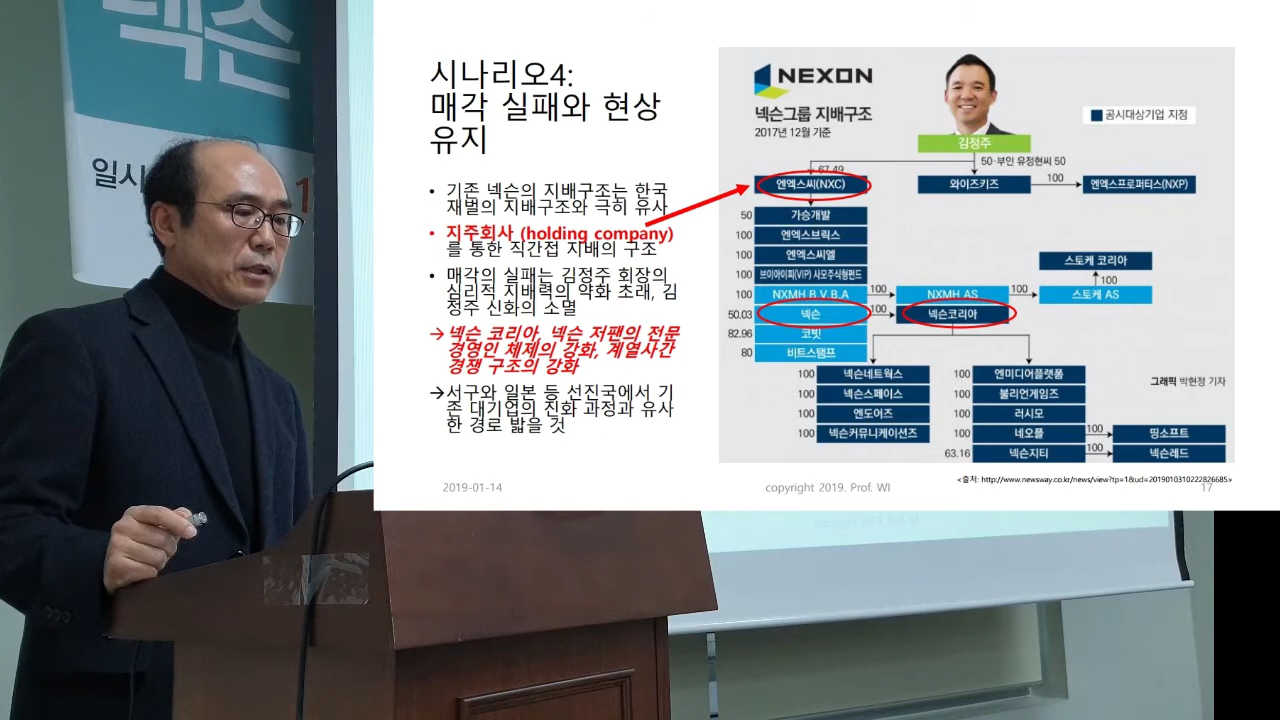 넥슨
일시
1
시나리오4:
매각 실패와 현상
유지
• 기존 넥슨의 지배구조는 한국
재벌의 지배구조와 극히 유사
• 지주회사 (holding company)
를 통한 직간접 지배의 구조
• 매각의 실패는 김정주 회장의
심리적 지배력의 약화 초래, 김
정주 신화의 소멸
→ 넥슨 코리아, 넥슨 저팬의 전문
경영인 체제의 강화, 계열사간
경쟁 구조의 강화
→서구와 일본 등 선진국에서 기
존 대기업의 진화 과정과 유사
한 경로 밟을 것
2019-01-14
copyright 2019. Prof. WI
17
NEXON
넥슨그룹 지배구조
2017년 12월 기준
공시대상기업 지정
김정주
67.49
50·부인 유정현씨 50
엔엑스씨(NXC)
와이즈키즈 100 엔엑스프로퍼티스(NXP)
50 가승개발
100 엔엑스브릭스
100 엔엑스씨엘
100 브이아이피(VIP) 사모주식형펀드
스토케 코리아
100
100 NXMH B.V.B.A 100 NXMH AS 100 스토케 AS
50.03 넥슨 100 넥슨코리아
82.96 코빗
80 비트스탬프
100 넥슨네트웍스
100 넥슨스페이스
100 엔도어즈
100 넥슨커뮤니케이션즈
100 엔미디어플랫폼
100 불리언게임즈
100 러시모
100 네오플 100 띵소프트
63.16 넥슨지티 100 넥슨레드
그래픽 박현정 기자
<출처: http://www.newsway.co.kr/news/view?tp=1&ud=2019010310222826685>